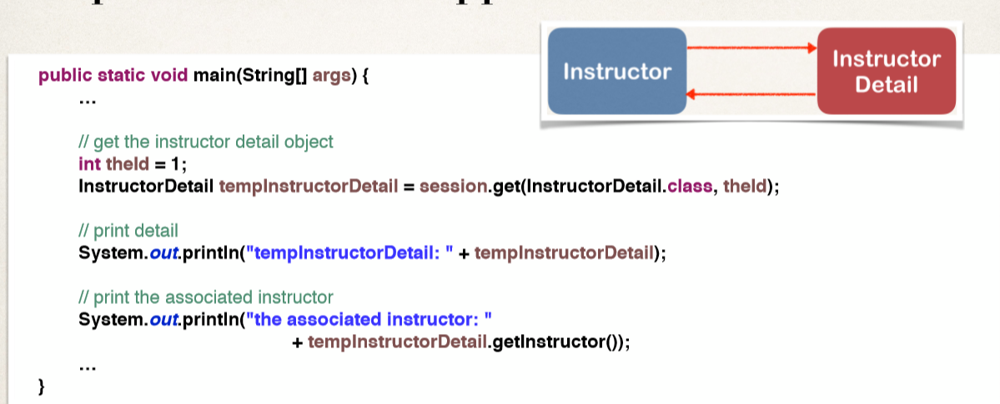 public static void main(String[] args) {
...
// get the instructor detail object
int theId = 1;
InstructorDetail tempInstructorDetail = session.get(InstructorDetail.class, theId);
// print detail
System.out.println("tempInstructorDetail: " + tempInstructorDetail);
// print the associated instructor
System.out.println("the associated instructor: "
+ tempInstructorDetail.getInstructor());
...
}
Instructor
Instructor
Detail